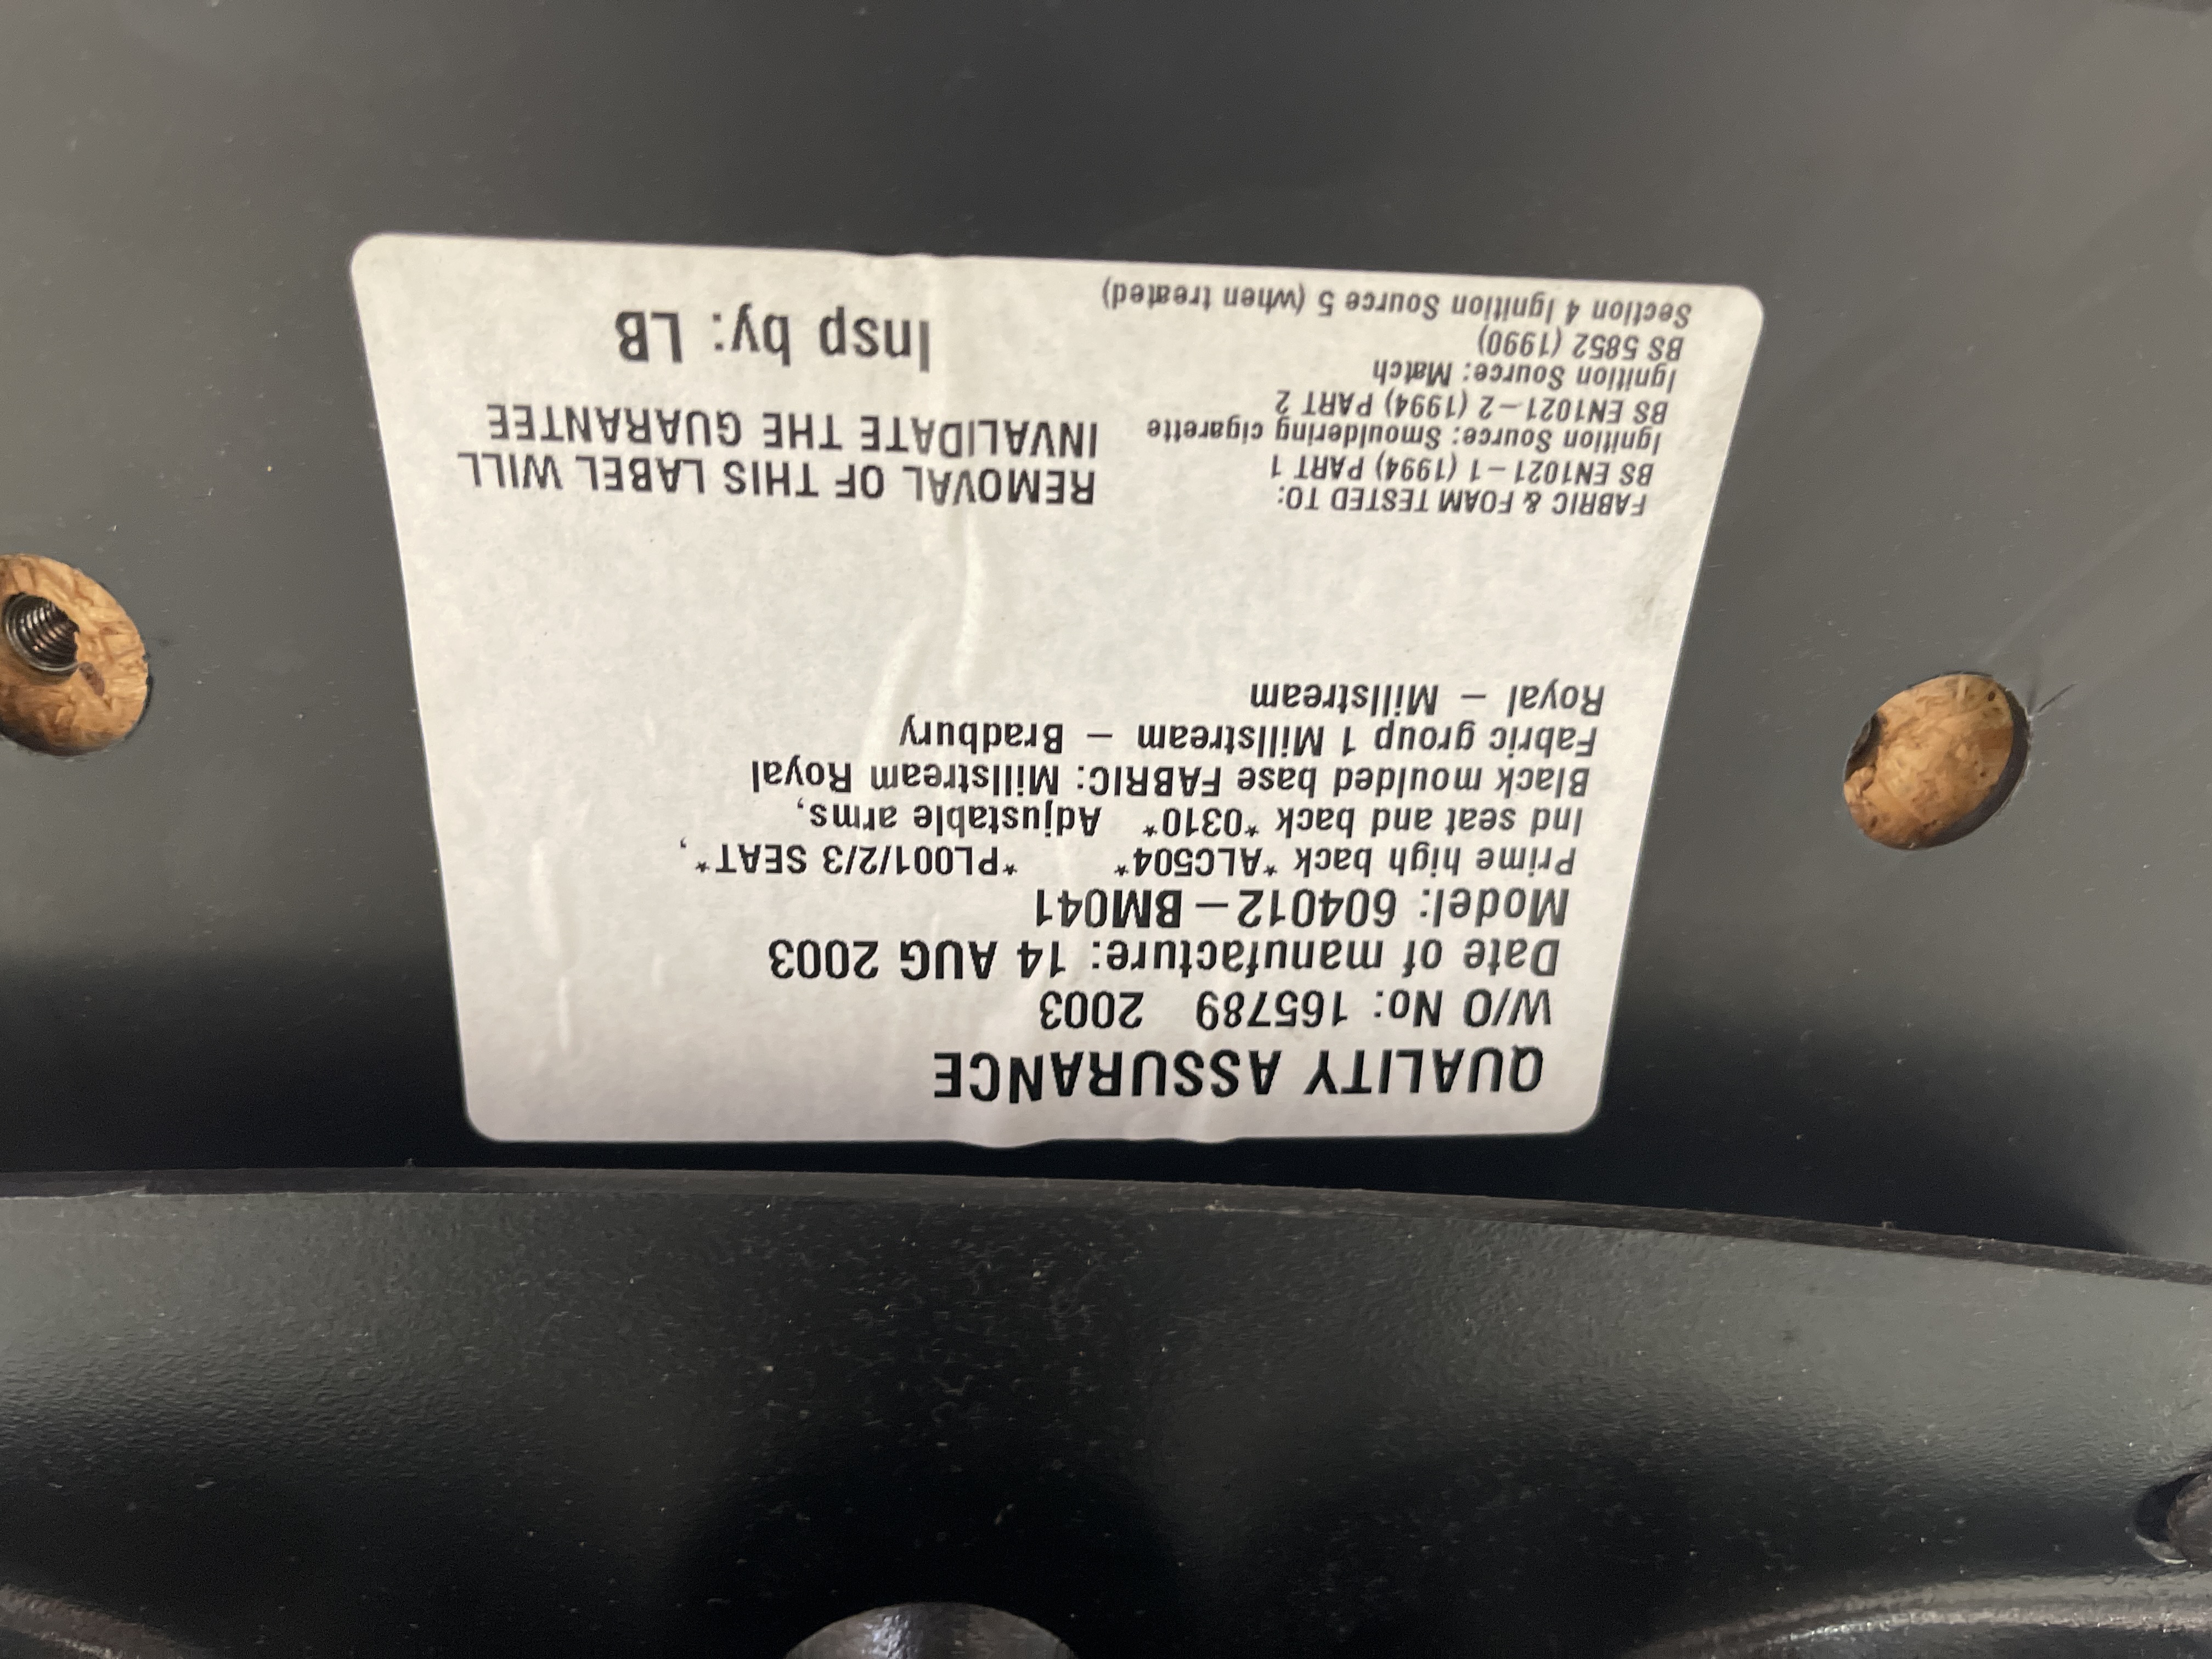 QUALITY ASSURANCE
W/O No: 165789 2003
Date of manufacture: 14 AUG 2003
Model: 604012-BM041
Prime high back *ALC504* *PL001/2/3 SEAT*,
Ind seat and back *0310* Adjustable arms,
Black moulded base FABRIC: Millstream Royal
Fabric group 1 Millstream - Bradbury
Royal - Millstream
FABRIC & FOAM TESTED TO:
BS EN1021-1 (1994) PART 1
Ignition Source: Smouldering cigarette
BS EN1021-2 (1994) PART 2
Ignition Source: Match
BS 5852 (1990)
Section 4 Ignition Source 5 (when treated)
REMOVAL OF THIS LABEL WILL
INVALIDATE THE GUARANTEE
Insp by: LB